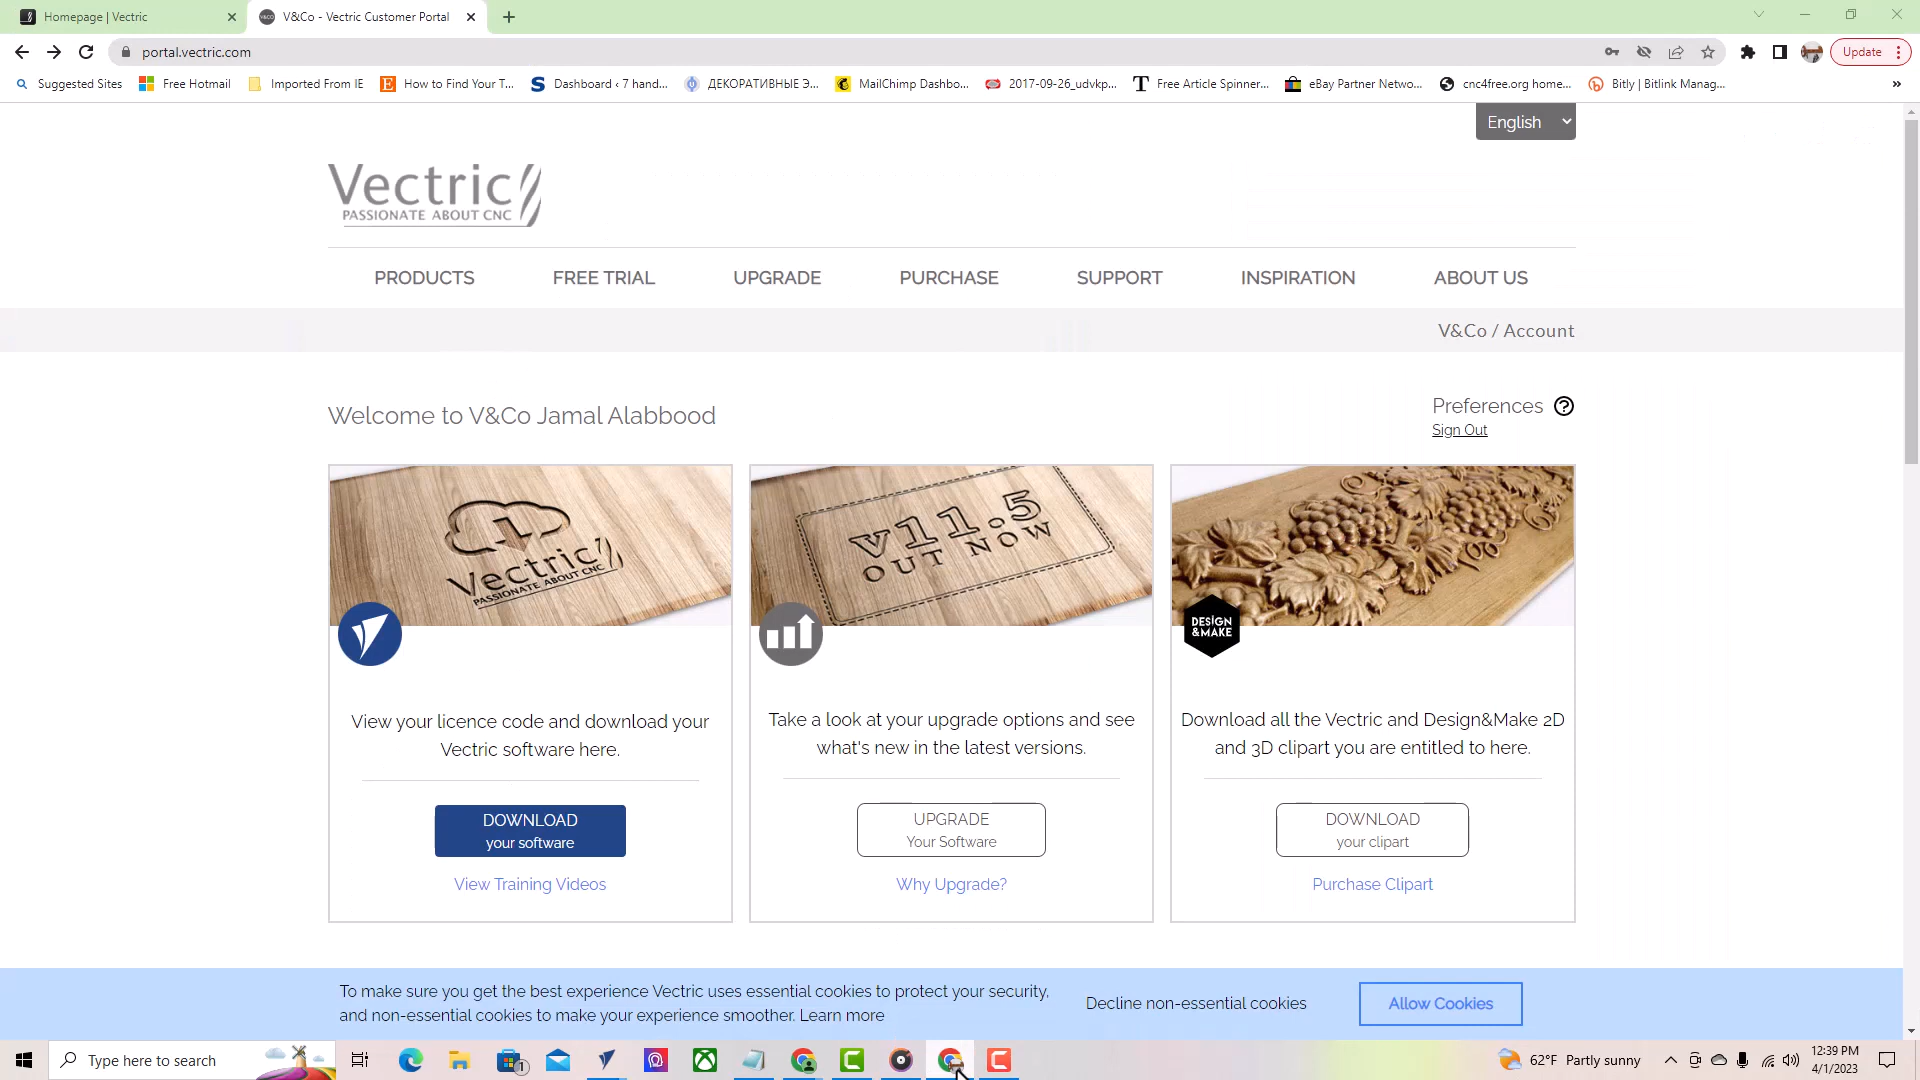 Homepage | Vectric
V&Co - Vectric Customer Portal
portal.vectric.com
Update
Suggested Sites
Free Hotmail
Imported From IE
How to Find Your T...
Dashboard ‹ 7 hand...
ДЕКОРАТИВНЫЕ Э...
MailChimp Dashbo...
2017-09-26_udvkp...
Free Article Spinner...
eBay Partner Netwo...
cnc4free.org home...
Bitly | Bitlink Manag...
»
English
Vectric
PASSIONATE ABOUT CNC
PRODUCTS
FREE TRIAL
UPGRADE
PURCHASE
SUPPORT
INSPIRATION
ABOUT US
V&Co / Account
Welcome to V&Co Jamal Alabbood
Preferences
Sign Out
Vectric
PASSIONATE ABOUT CNC
v11.5
OUT NOW
DESIGN
&MAKE
View your licence code and download your
Vectric software here.
DOWNLOAD
your software
View Training Videos
Take a look at your upgrade options and see
what's new in the latest versions.
UPGRADE
Your Software
Why Upgrade?
Download all the Vectric and Design&Make 2D
and 3D clipart you are entitled to here.
DOWNLOAD
your clipart
Purchase Clipart
To make sure you get the best experience Vectric uses essential cookies to protect your security,
and non-essential cookies to make your experience smoother. Learn more
Decline non-essential cookies
Allow Cookies
Type here to search
1
62°F Partly sunny
12:39 PM
4/1/2023